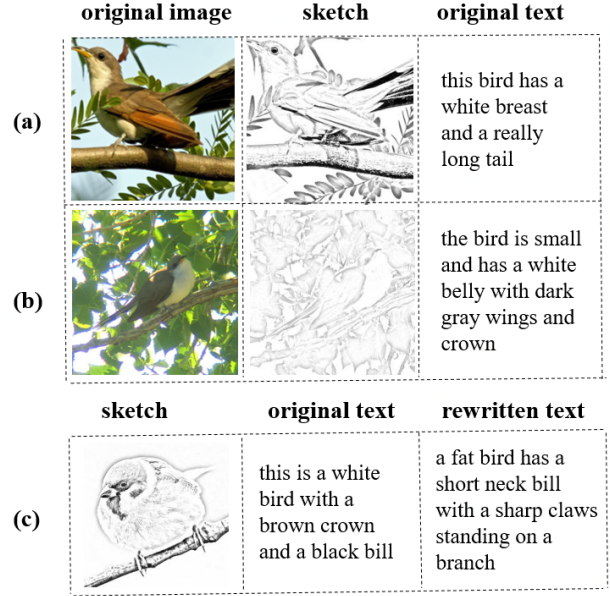 original image sketch original text
(a)
this bird has a
white breast
and a really
long tail
(b)
the bird is small
and has a white
belly with dark
gray wings and
crown
sketch original text rewritten text
(c)
this is a white
bird with a
brown crown
and a black bill
a fat bird has a
short neck bill
with a sharp claws
standing on a
branch